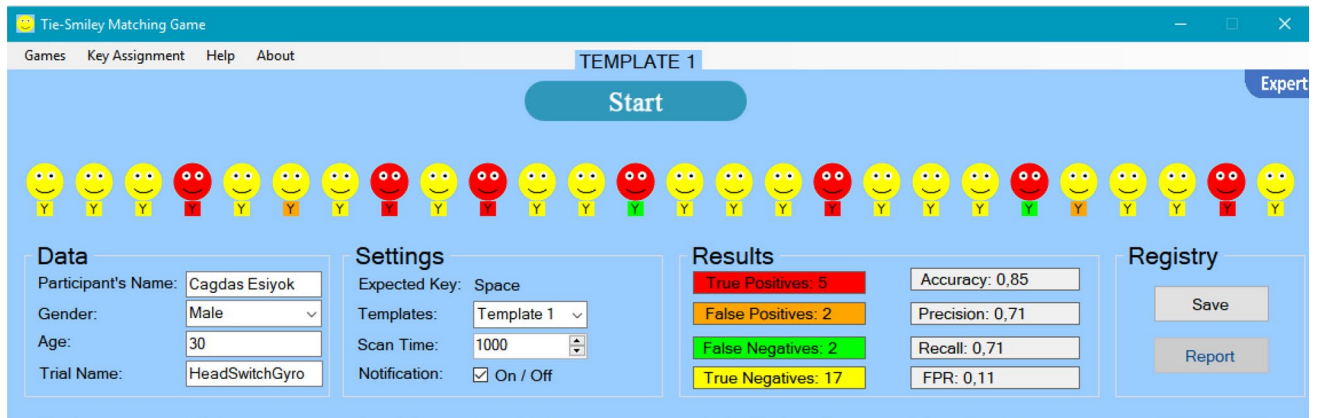 Tie-Smiley Matching Game
Games Key Assignment Help About
TEMPLATE 1
Start
Expert
Y Y Y Y Y Y Y Y Y Y Y Y Y Y Y Y Y Y Y Y Y Y Y Y Y Y
Data
Participant's Name: Cagdas Esiyok
Gender: Male
Age: 30
Trial Name: HeadSwitchGyro
Settings
Expected Key: Space
Templates: Template 1
Scan Time: 1000
Notification: On / Off
Results
True Positives: 5
False Positives: 2
False Negatives: 2
True Negatives: 17
Accuracy: 0,85
Precision: 0,71
Recall: 0,71
FPR: 0,11
Registry
Save
Report